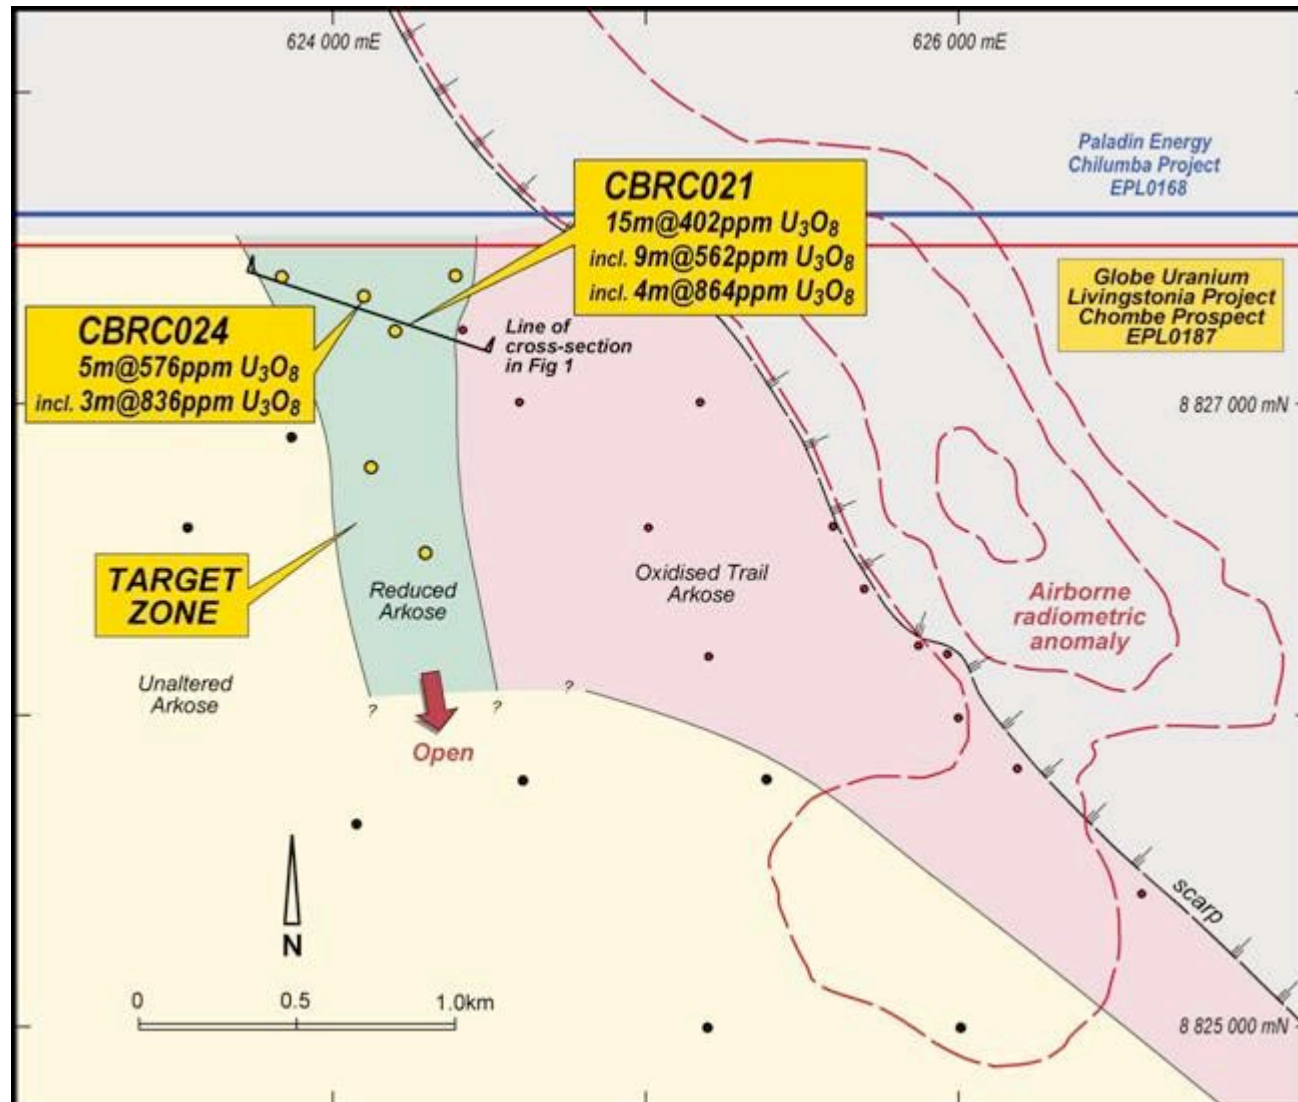 624 000 mE
626 000 mE
Paladin Energy
Chilumba Project
EPL0168
CBRC021
15m@402ppm U₃O₈
incl. 9m@562ppm U₃O₈
incl. 4m@864ppm U₃O₈
Globe Uranium
Livingstonia Project
Chombe Prospect
EPL0187
CBRC024
5m@576ppm U₃O₈
incl. 3m@836ppm U₃O₈
Line of
cross-section
in Fig 1
8 827 000 mN
TARGET
ZONE
Reduced
Arkose
Oxidised Trail
Arkose
Airborne
radiometric
anomaly
Unaltered
Arkose
?
?
?
Open
scarp
N
0 0.5 1.0km
8 825 000 mN